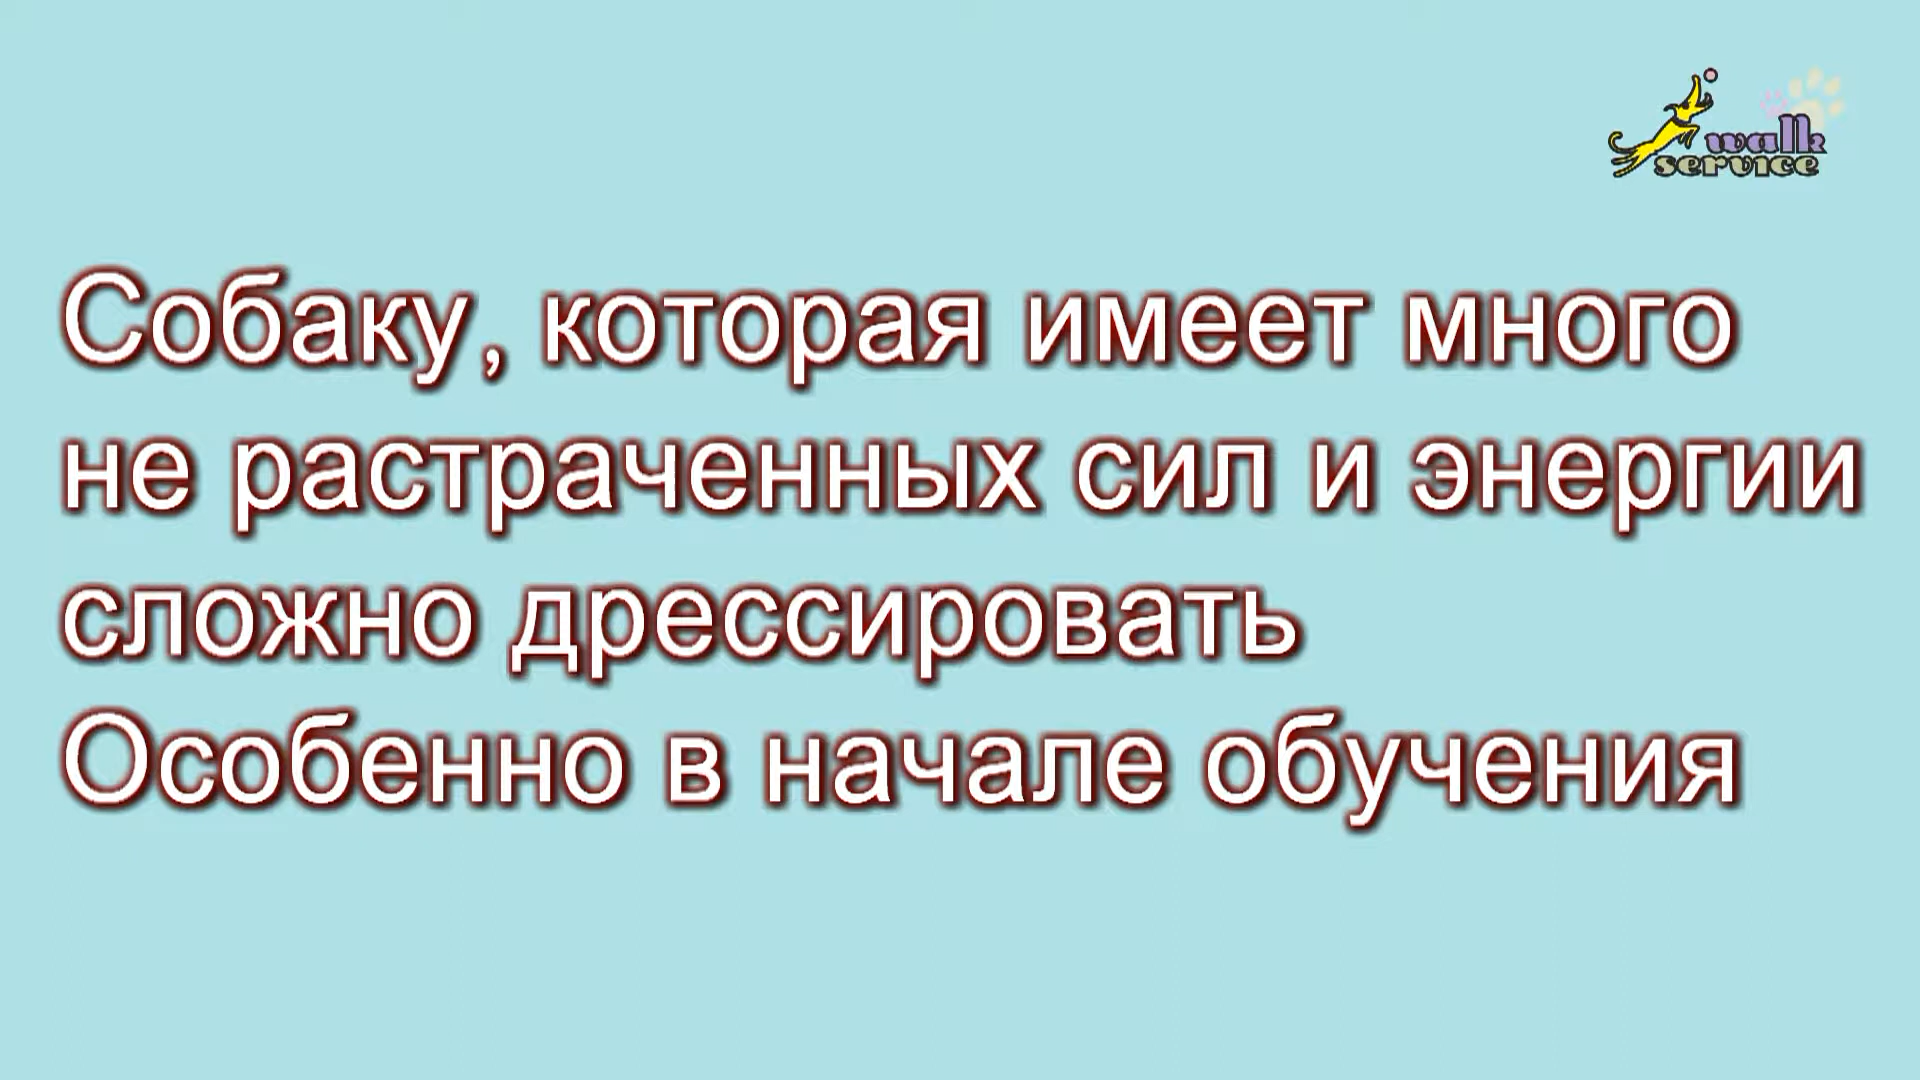 walk
service
Собаку, которая имеет много
не растраченных сил и энергии
сложно дрессировать
Особенно в начале обучения